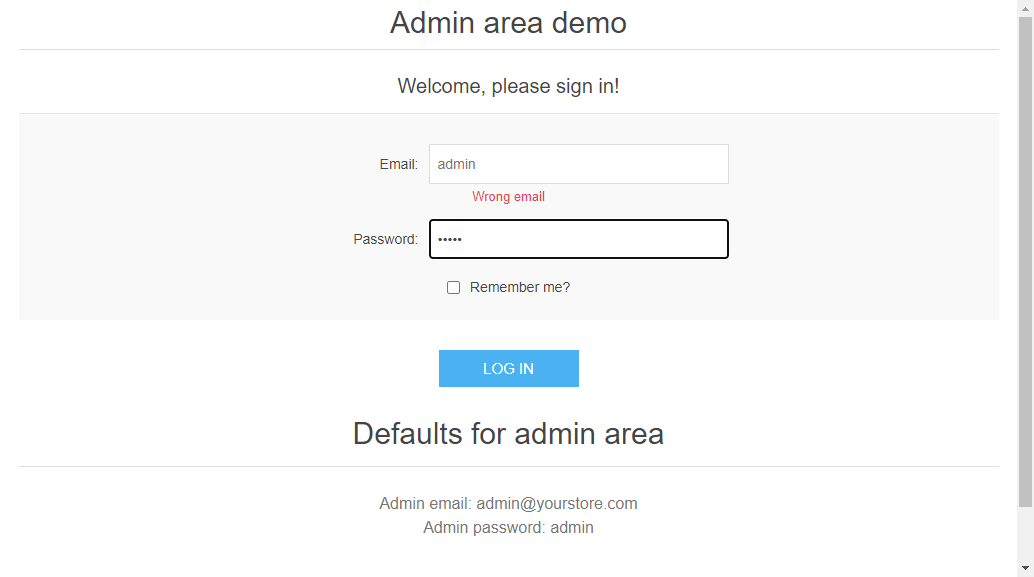 Admin area demo
Welcome, please sign in!
Email: admin
Wrong email
Password: •••••
Remember me?
LOG IN
Defaults for admin area
Admin email: admin@yourstore.com
Admin password: admin